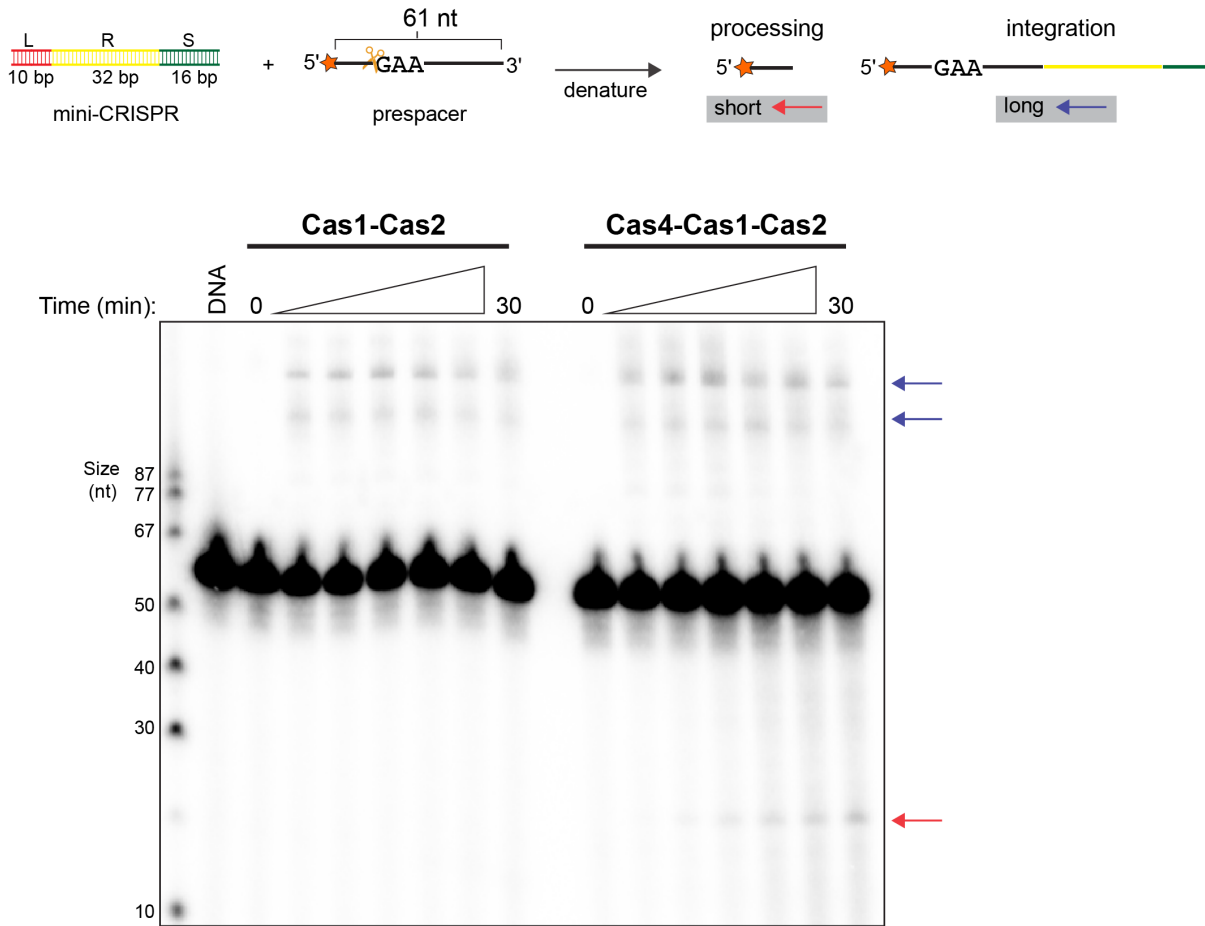 L R S
10 bp 32 bp 16 bp
mini-CRISPR
+
61 nt
5' GAA 3'
prespacer
denature
processing
5'
short
integration
5' GAA
long
Cas1-Cas2
Cas4-Cas1-Cas2
DNA
Time (min): 0 30 0 30
Size
(nt)
87
77
67
50
40
30
10